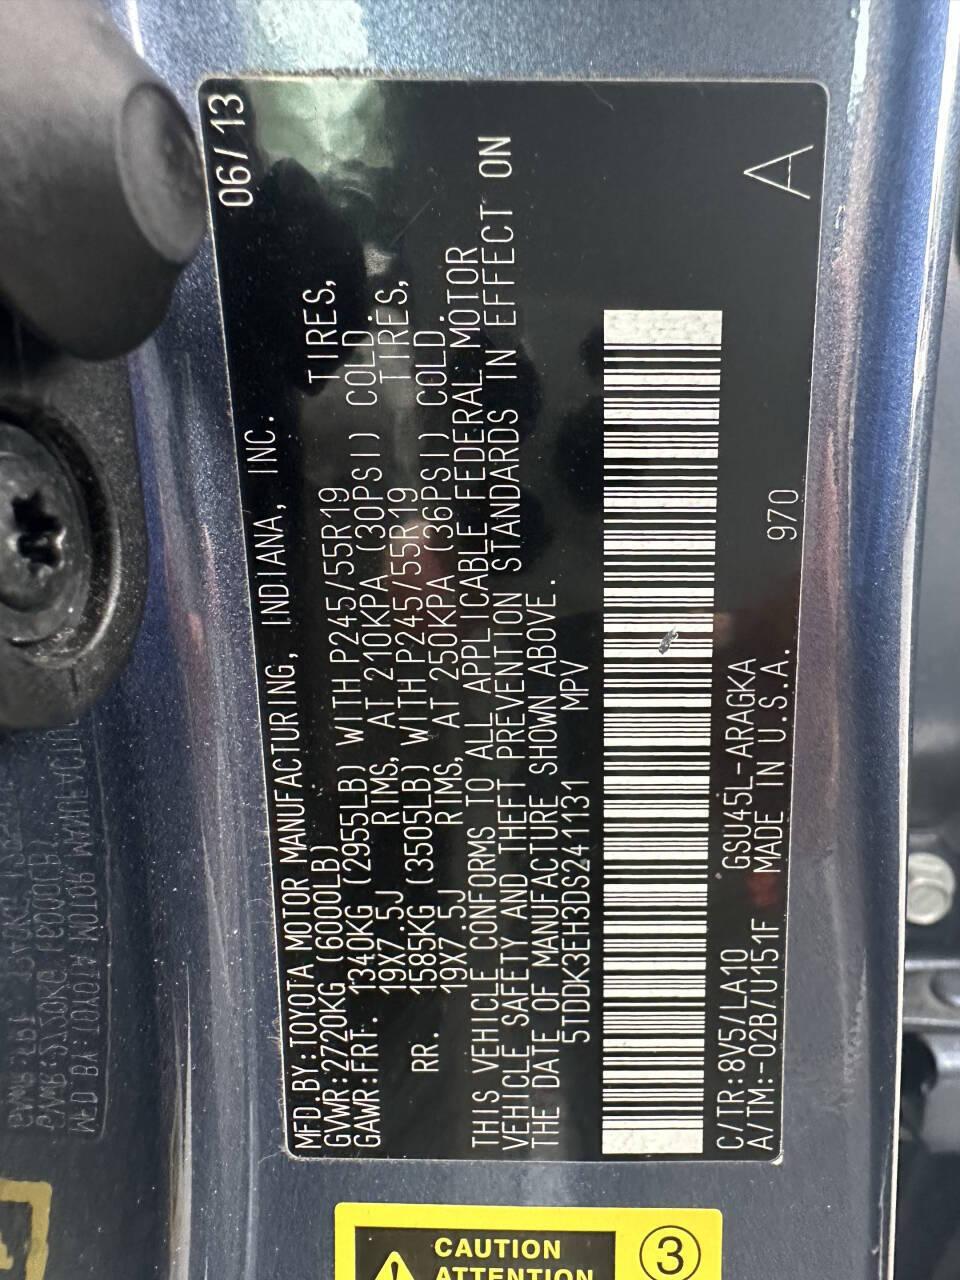 MFD.BY:TOYOTA MOTOR MANUFACTURING, INDIANA, INC. 06/13
GVWR:2720KG (6000LB)
GAWR:FRT. 1340KG (2955LB) WITH P245/55R19 TIRES,
19X7.5J RIMS, AT 210KPA (30PSI) COLD
RR. 1585KG (3505LB) WITH P245/55R19 TIRES,
19X7.5J RIMS, AT 250KPA (36PSI) COLD
THIS VEHICLE CONFORMS TO ALL APPLICABLE FEDERAL MOTOR
VEHICLE SAFETY AND THEFT PREVENTION STANDARDS IN EFFECT ON
THE DATE OF MANUFACTURE SHOWN ABOVE.
5TDDK3EH3DS241131 MPV
C/TR:8V5/LA10 GSU45L-ARAGKA
A/TM:-02B/U151F MADE IN U.S.A. 970 A
CAUTION
ATTENTION
3